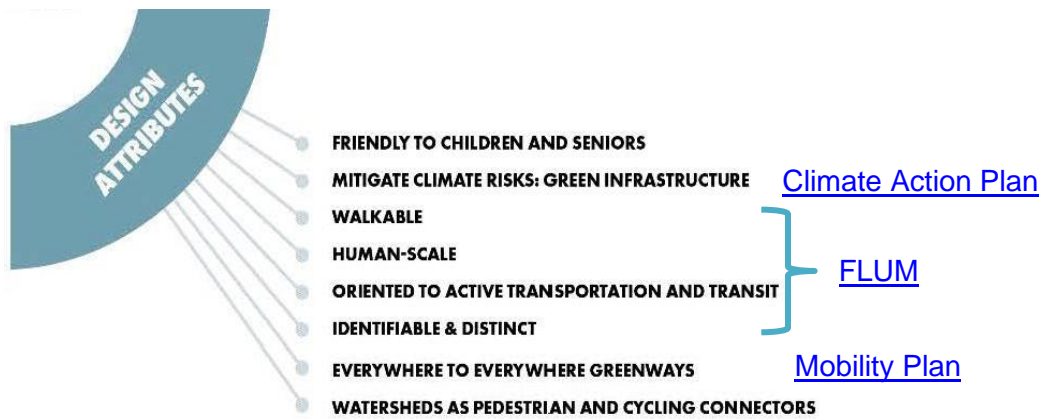 DESIGN
ATTRIBUTES
FRIENDLY TO CHILDREN AND SENIORS
MITIGATE CLIMATE RISKS: GREEN INFRASTRUCTURE
Climate Action Plan
WALKABLE
HUMAN-SCALE
FLUM
ORIENTED TO ACTIVE TRANSPORTATION AND TRANSIT
IDENTIFIABLE & DISTINCT
EVERYWHERE TO EVERYWHERE GREENWAYS
Mobility Plan
WATERSHEDS AS PEDESTRIAN AND CYCLING CONNECTORS